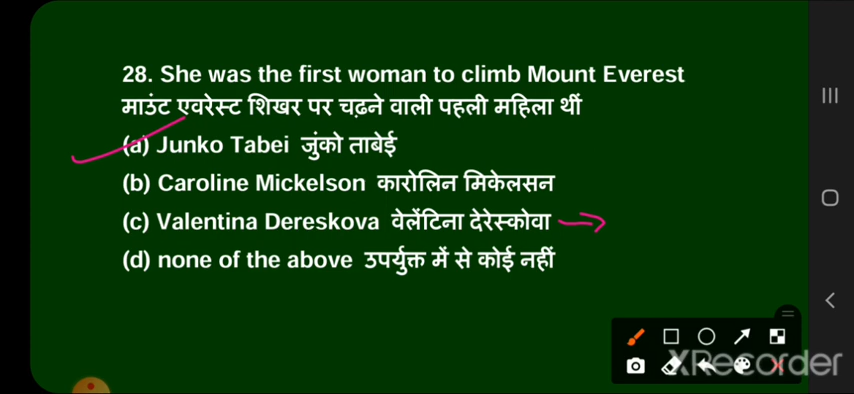 28. She was the first woman to climb Mount Everest
माउंट एवरेस्ट शिखर पर चढ़ने वाली पहली महिला थीं
(a) Junko Tabei जुंको ताबेई
(b) Caroline Mickelson कारोलिन मिकेलसन
(c) Valentina Dereskova वेलेंटिना देरेस्कोवा
(d) none of the above उपर्युक्त में से कोई नहीं
XRecorder